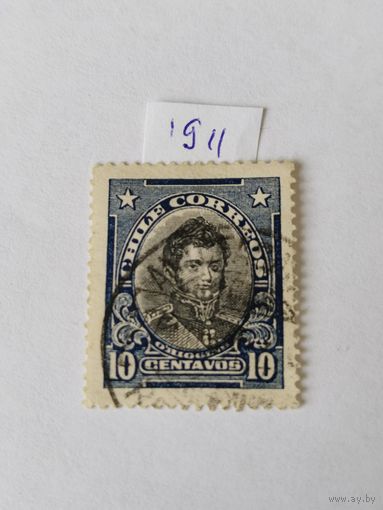 1911
CHILE CORREOS
O'HIGGINS
10 CENTAVOS 10
www.ay.by